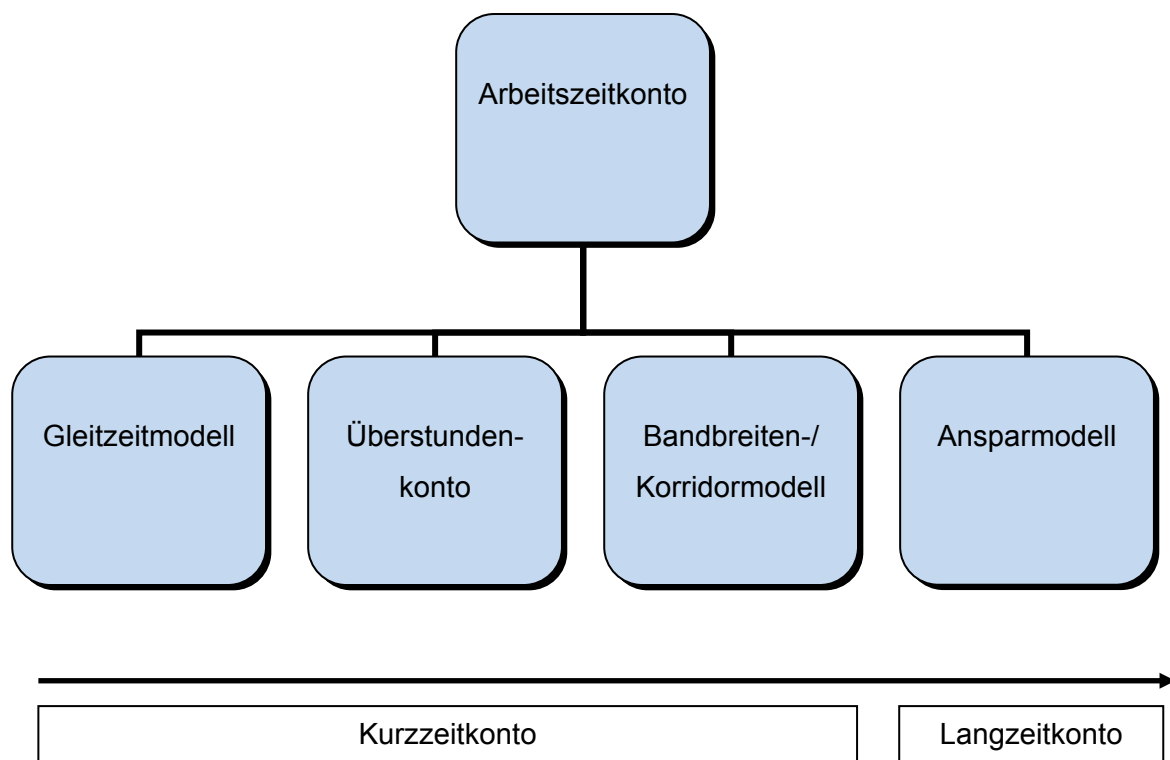 Arbeitszeitkonto
Gleitzeitmodell
Überstunden-
konto
Bandbreiten-/
Korridormodell
Ansparmodell
Kurzzeitkonto
Langzeitkonto